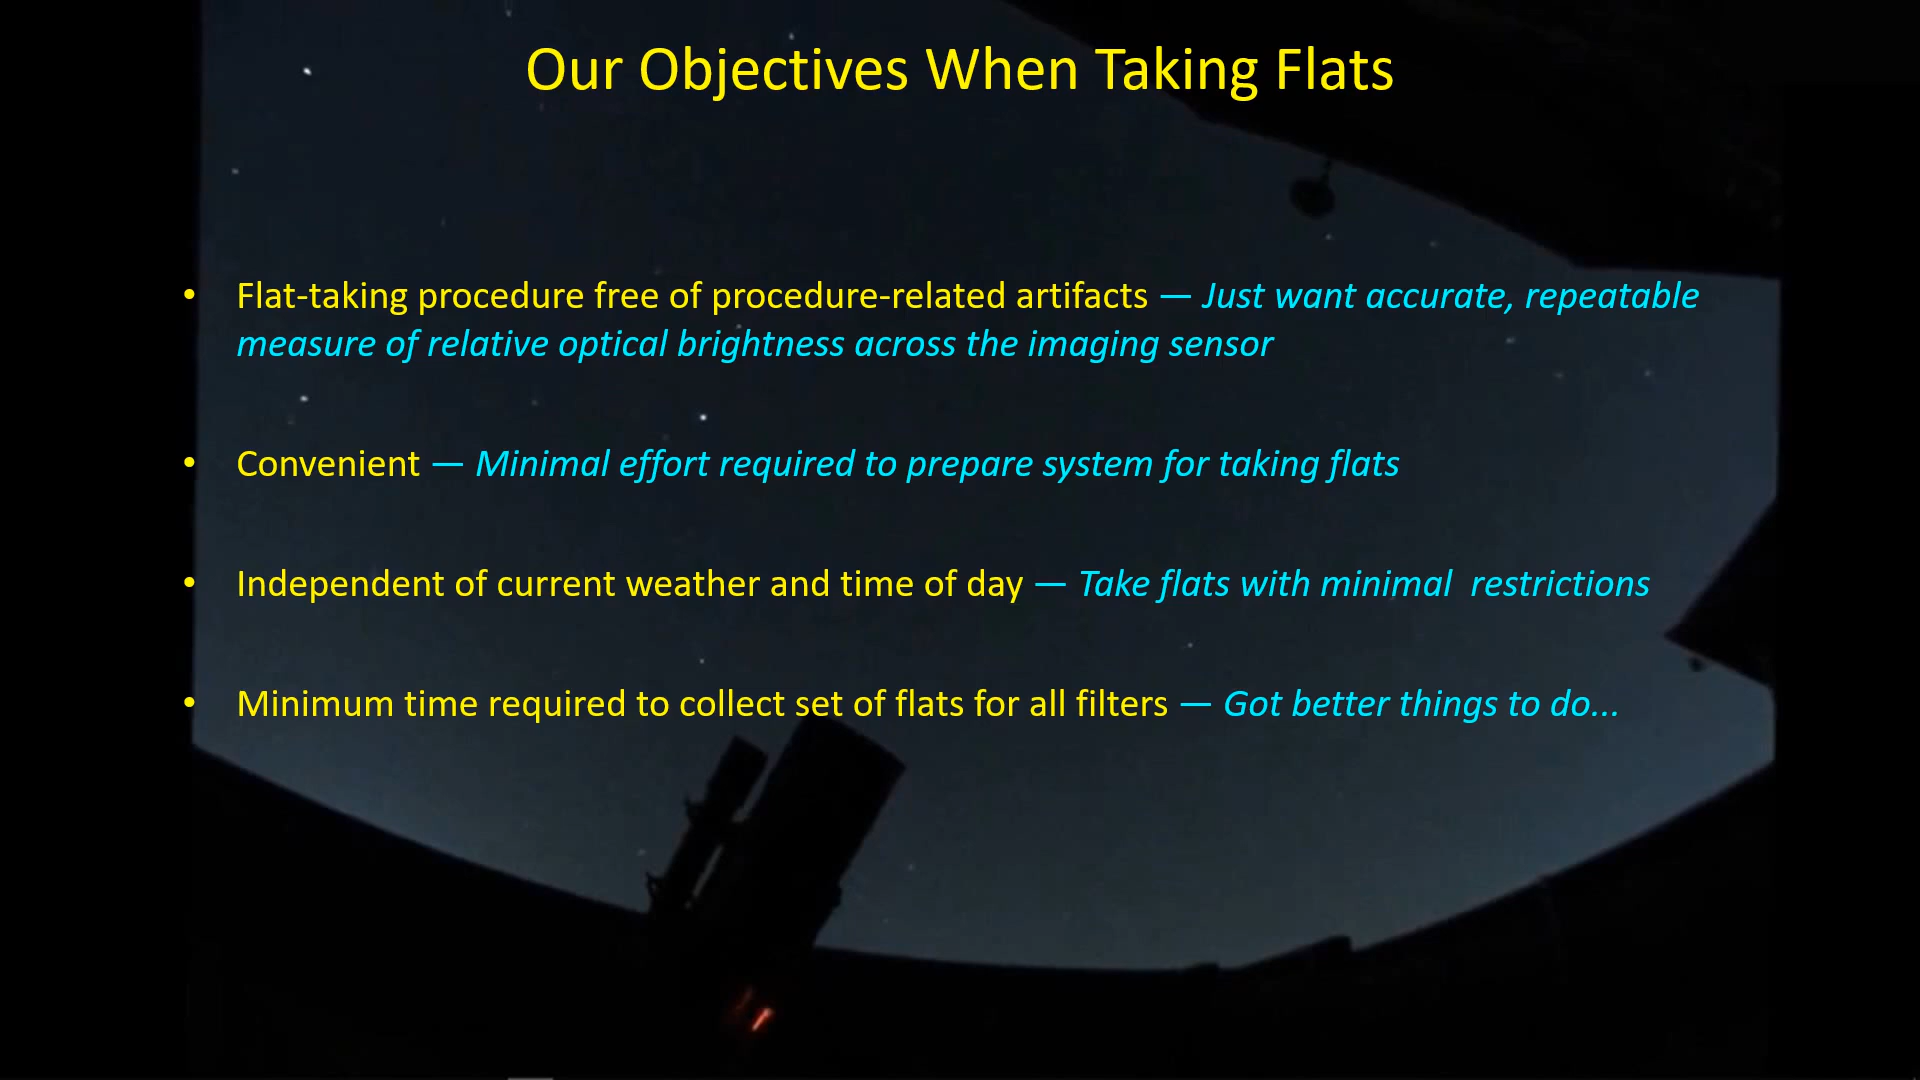 Our Objectives When Taking Flats
• Flat-taking procedure free of procedure-related artifacts — Just want accurate, repeatable
measure of relative optical brightness across the imaging sensor
• Convenient — Minimal effort required to prepare system for taking flats
• Independent of current weather and time of day — Take flats with minimal  restrictions
• Minimum time required to collect set of flats for all filters — Got better things to do...